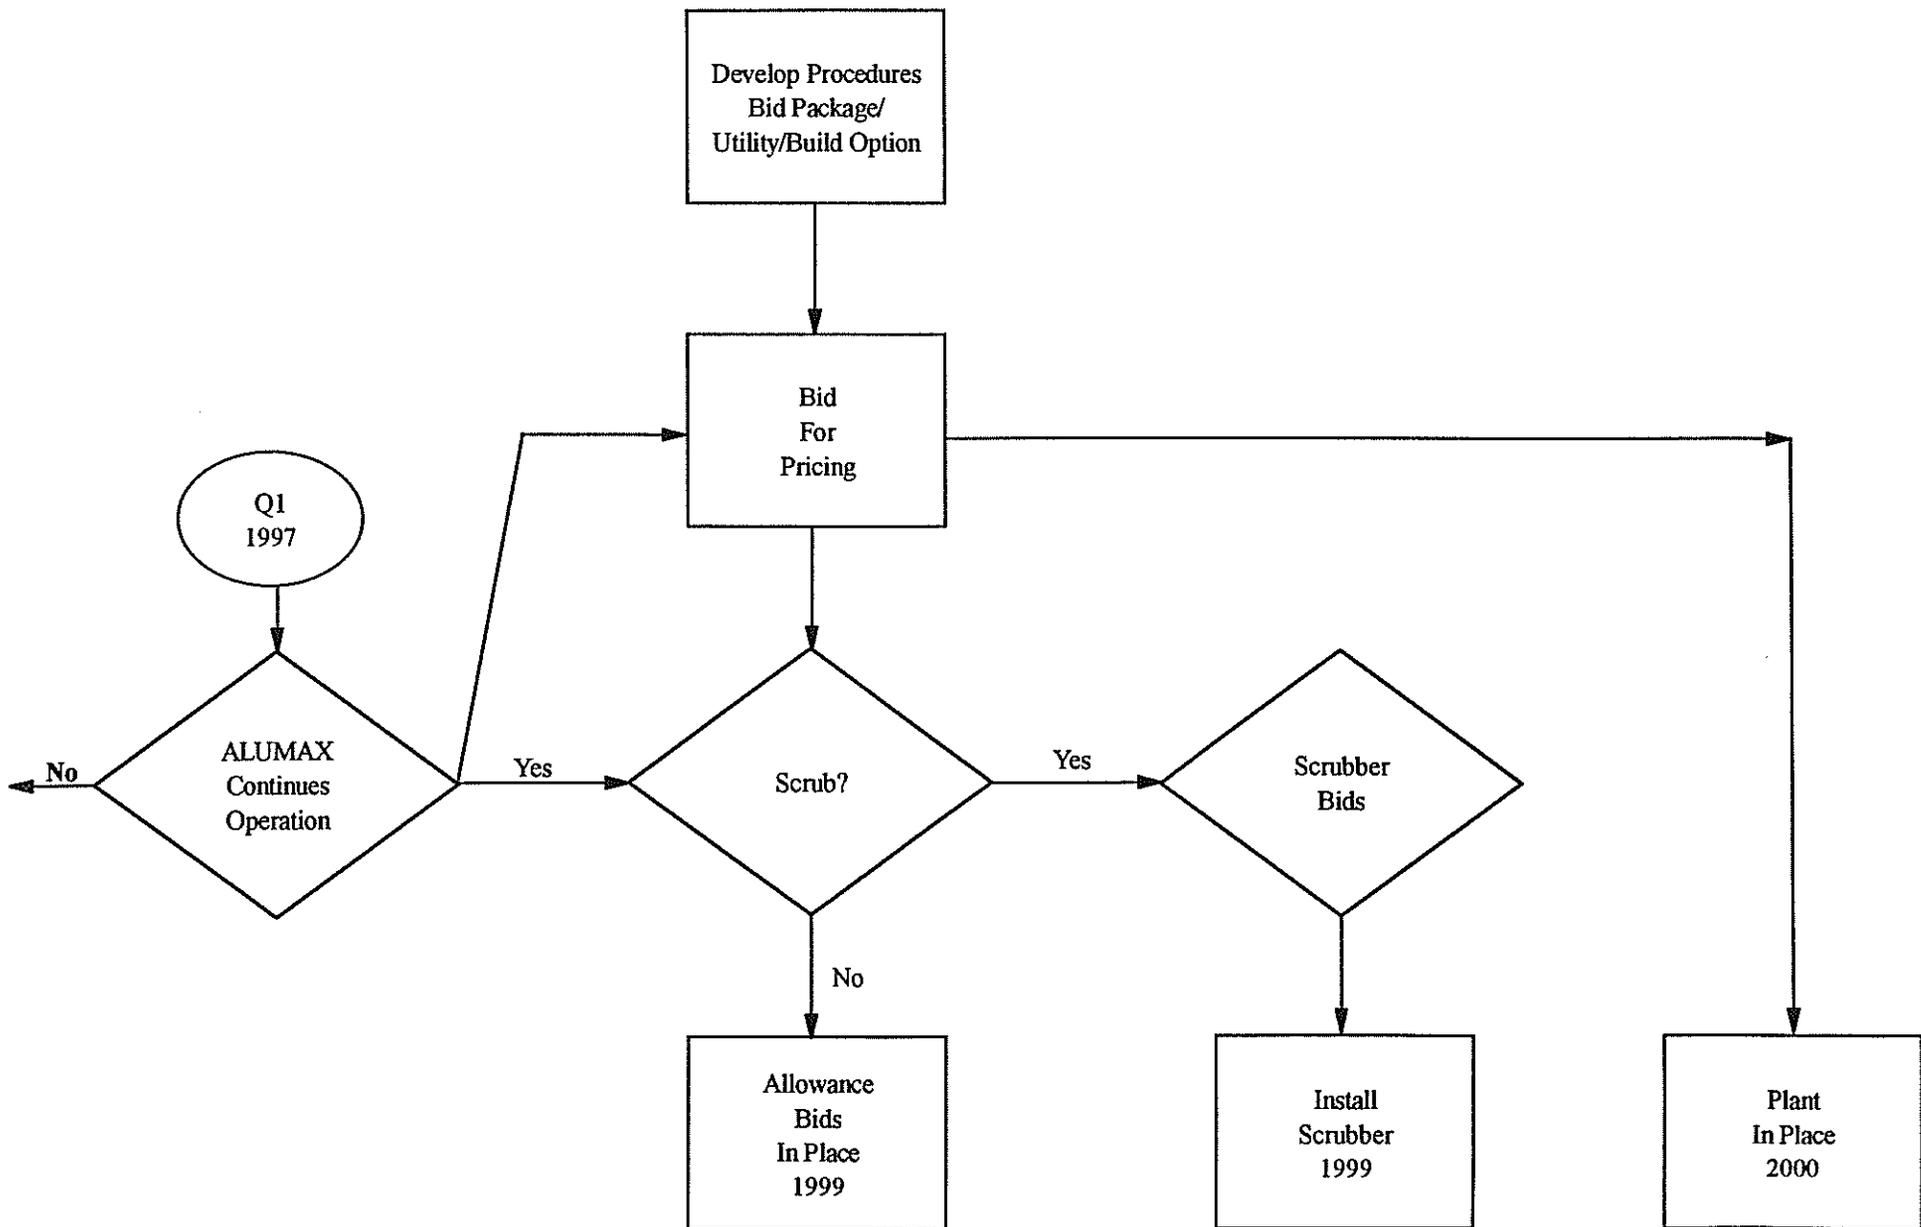 Develop Procedures
Bid Package/
Utility/Build Option
Bid
For
Pricing
Q1
1997
No
ALUMAX
Continues
Operation
Yes
Scrub?
Yes
Scrubber
Bids
No
Allowance
Bids
In Place
1999
Install
Scrubber
1999
Plant
In Place
2000